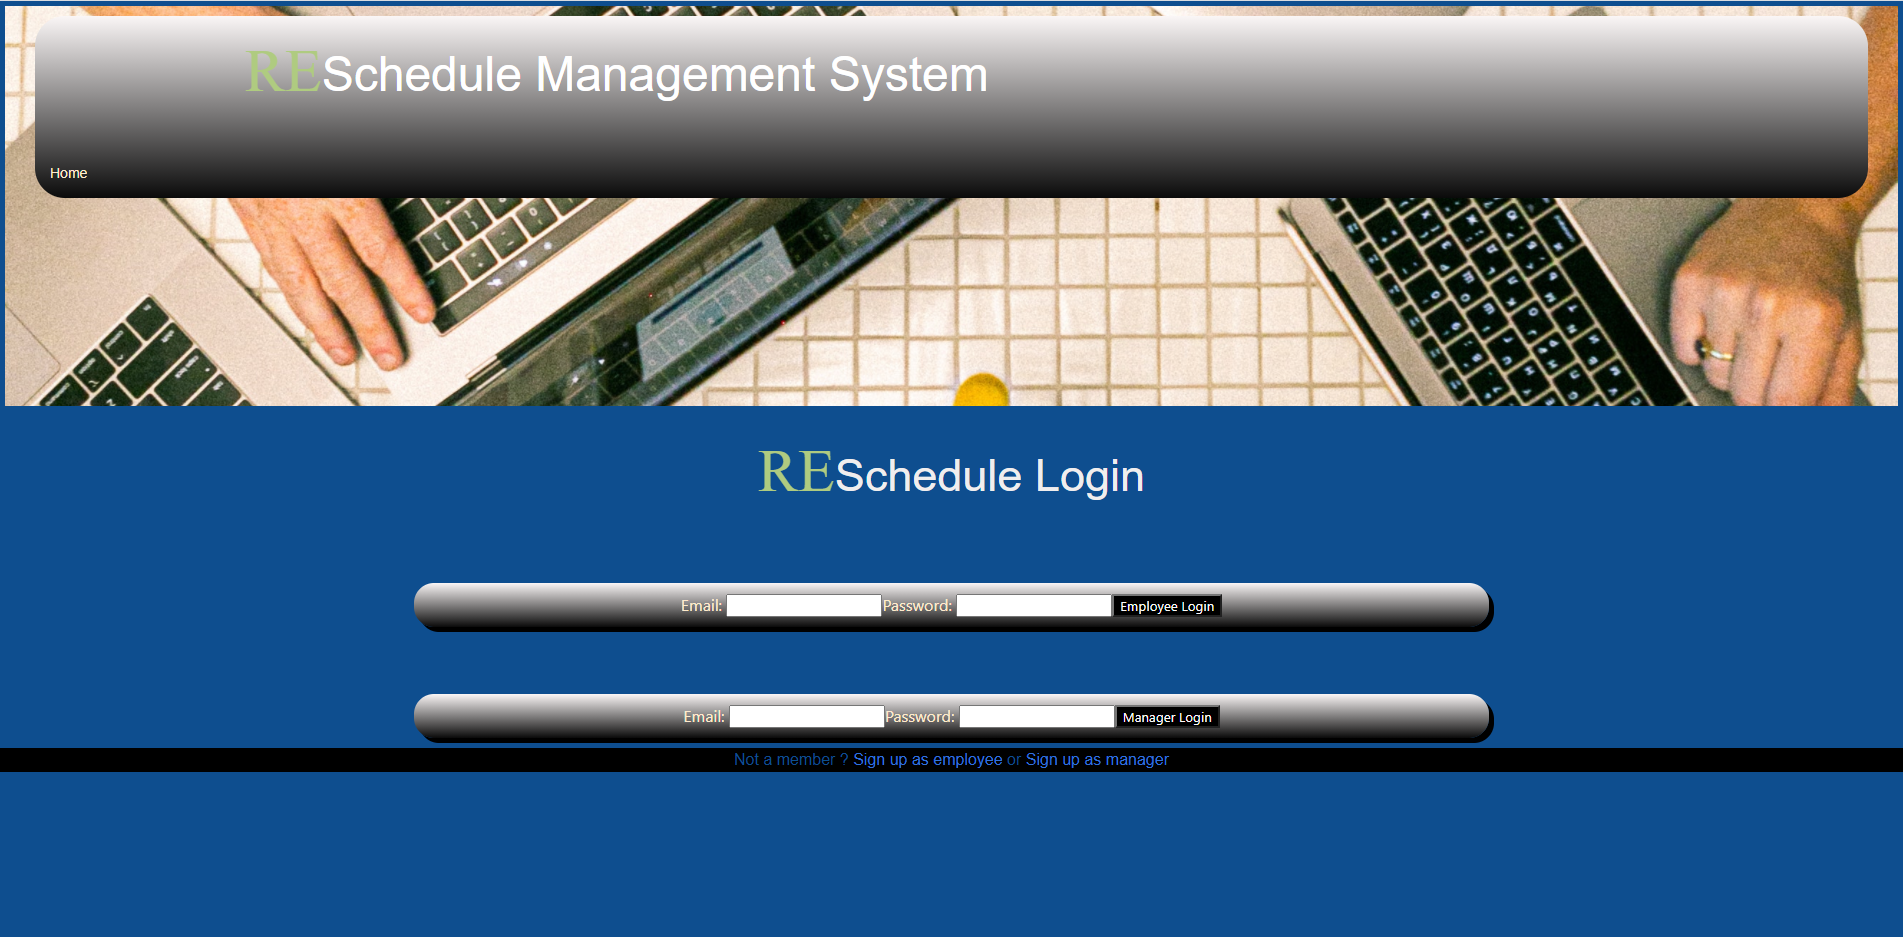 RESchedule Management System
Home
RESchedule Login
Email: Password: Employee Login
Email: Password: Manager Login
Not a member ? Sign up as employee or Sign up as manager